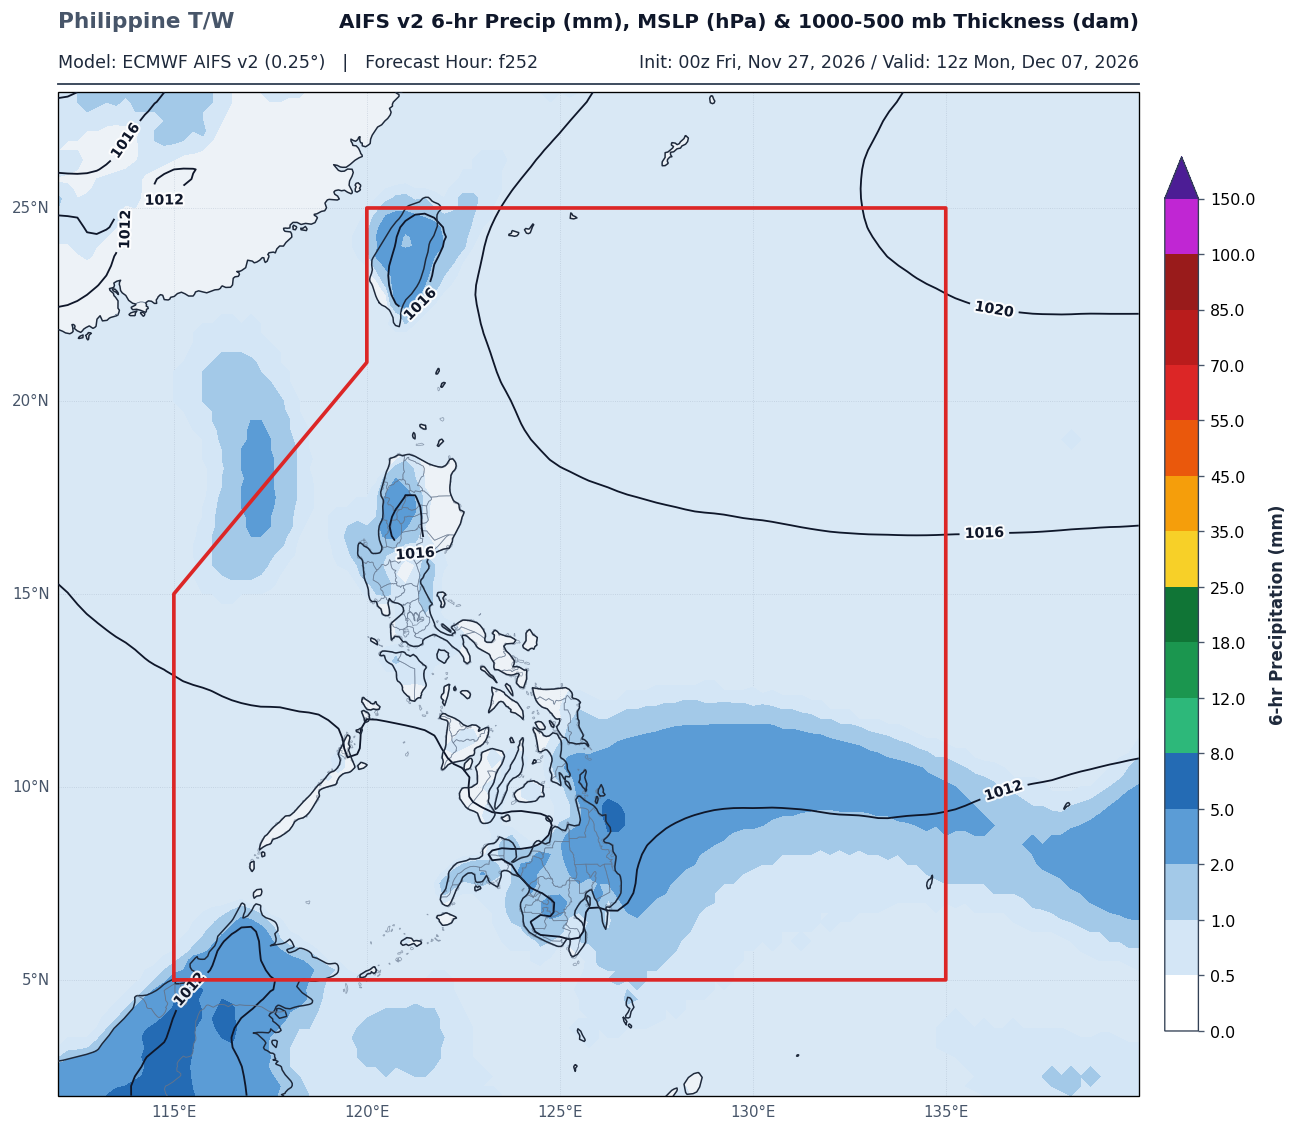 Philippine T/W
AIFS v2 6-hr Precip (mm), MSLP (hPa) & 1000-500 mb Thickness (dam)
Model: ECMWF AIFS v2 (0.25°)   |   Forecast Hour: f252
Init: 00z Fri, Nov 27, 2026 / Valid: 12z Mon, Dec 07, 2026
1016
1012
1012
1016
1020
1016
1016
1012
1012
25°N
20°N
15°N
10°N
5°N
115°E
120°E
125°E
130°E
135°E
150.0
100.0
85.0
70.0
55.0
45.0
35.0
25.0
18.0
12.0
8.0
5.0
2.0
1.0
0.5
0.0
6-hr Precipitation (mm)